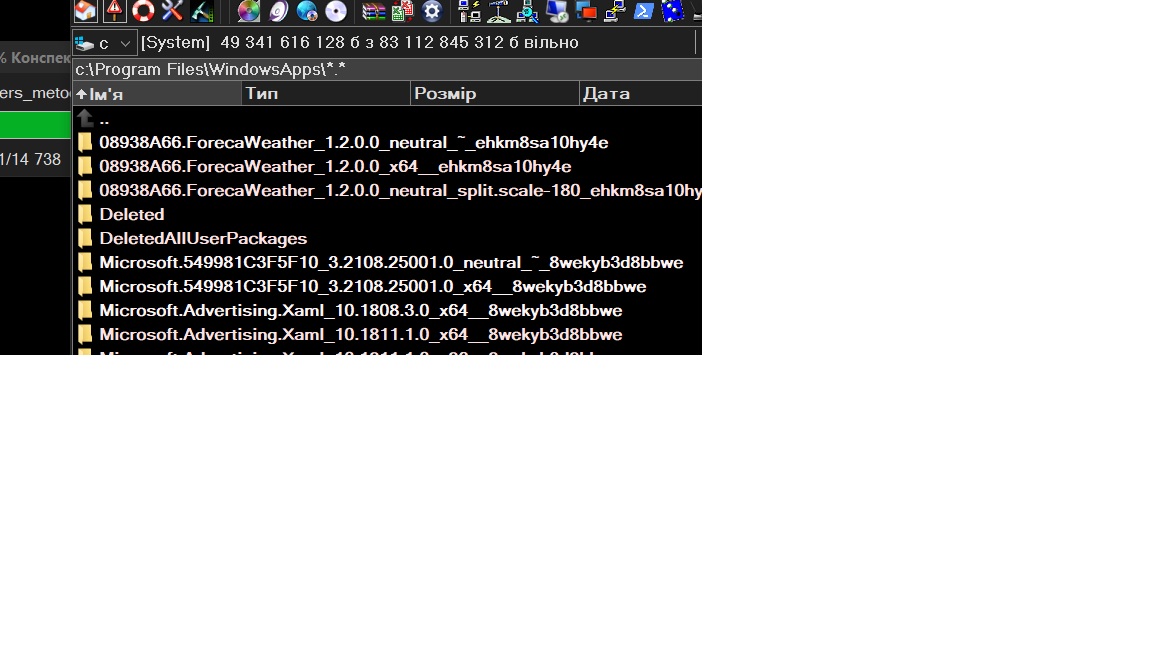 % Конспек
ers_metod
1/14 738
c [System] 49 341 616 128 б з 83 112 845 312 б вільно
c:\Program Files\WindowsApps\*.*
Ім'я Тип Розмір Дата
..
08938A66.ForecaWeather_1.2.0.0_neutral_~_ehkm8sa10hy4e
08938A66.ForecaWeather_1.2.0.0_x64__ehkm8sa10hy4e
08938A66.ForecaWeather_1.2.0.0_neutral_split.scale-180_ehkm8sa10hy
Deleted
DeletedAllUserPackages
Microsoft.549981C3F5F10_3.2108.25001.0_neutral_~_8wekyb3d8bbwe
Microsoft.549981C3F5F10_3.2108.25001.0_x64__8wekyb3d8bbwe
Microsoft.Advertising.Xaml_10.1808.3.0_x64__8wekyb3d8bbwe
Microsoft.Advertising.Xaml_10.1811.1.0_x64__8wekyb3d8bbwe